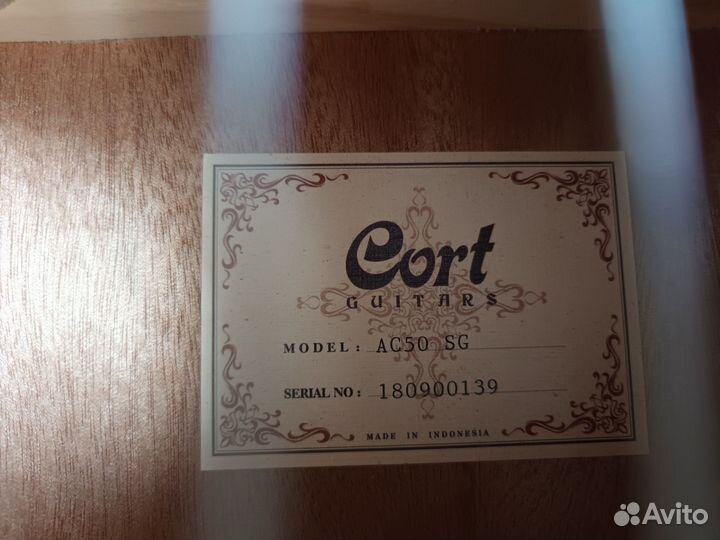 Cort
GUITARS
MODEL: AC50 SG
SERIAL NO: 180900139
MADE IN INDONESIA
Avito